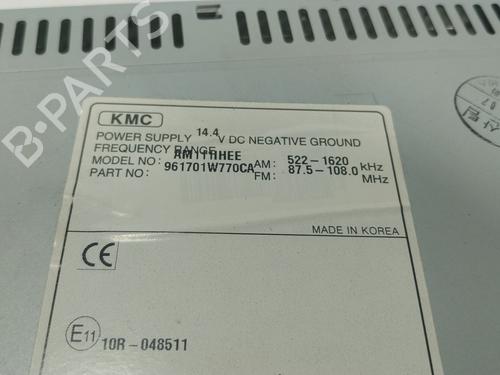 B-PARTS
KMC
POWER SUPPLY 14.4 V DC NEGATIVE GROUND
FREQUENCY RANGE AM: 522-1620 kHz
MODEL NO: AM111HEE FM: 87.5-108.0 MHz
PART NO: 961701W770CA
MADE IN KOREA
CE
E11 10R-048511